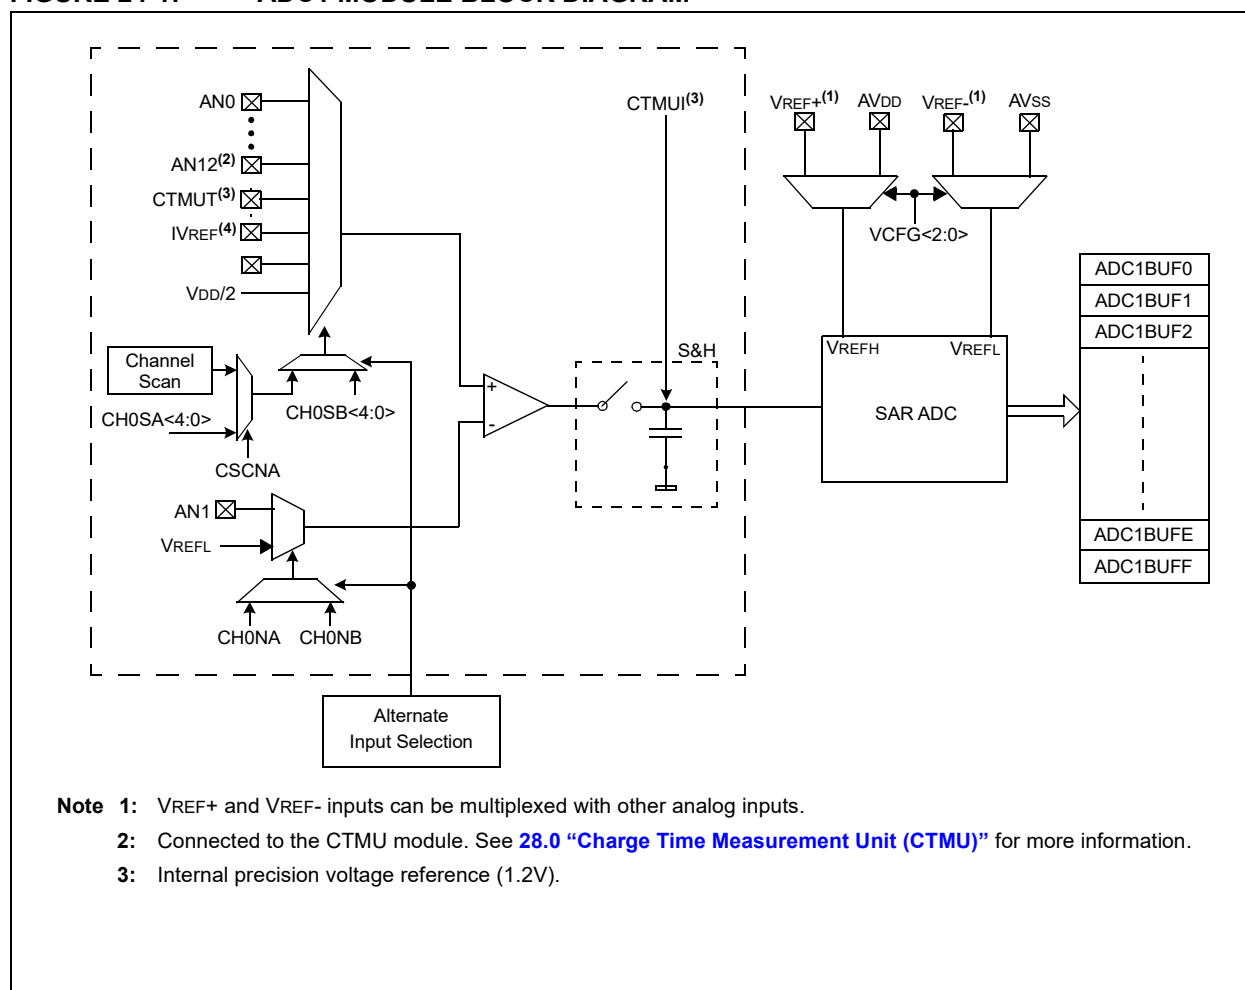 AN0
AN12(2)
CTMUT(3)
IVREF(4)
VDD/2
CTMUI(3)
VREF+(1) AVDD VREF-(1) AVSS
VCFG<2:0>
ADC1BUF0
ADC1BUF1
ADC1BUF2
ADC1BUFE
ADC1BUFF
VREFH VREFL
SAR ADC
S&H
Channel
Scan
CH0SA<4:0>
CH0SB<4:0>
CSCNA
+
-
AN1
VREFL
CH0NA CH0NB
Alternate
Input Selection
Note 1: VREF+ and VREF- inputs can be multiplexed with other analog inputs.
2: Connected to the CTMU module. See 28.0 “Charge Time Measurement Unit (CTMU)” for more information.
3: Internal precision voltage reference (1.2V).